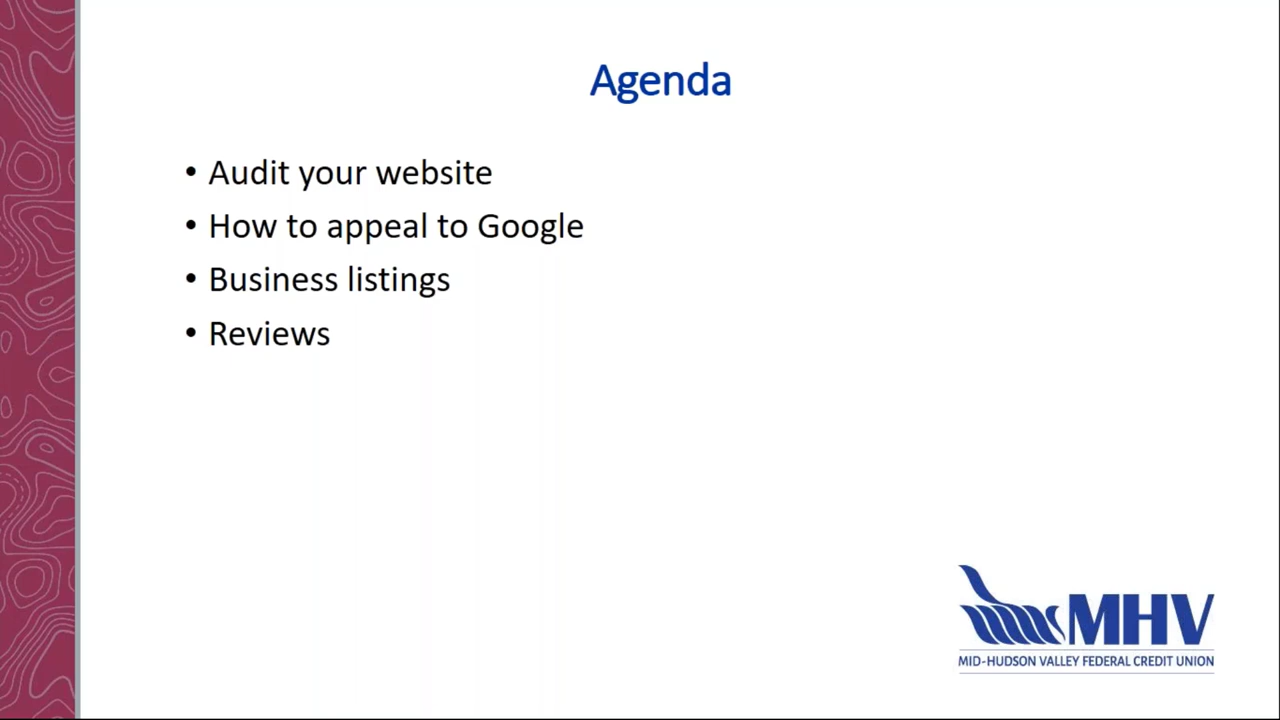 Agenda
• Audit your website
• How to appeal to Google
• Business listings
• Reviews
MHV
MID-HUDSON VALLEY FEDERAL CREDIT UNION